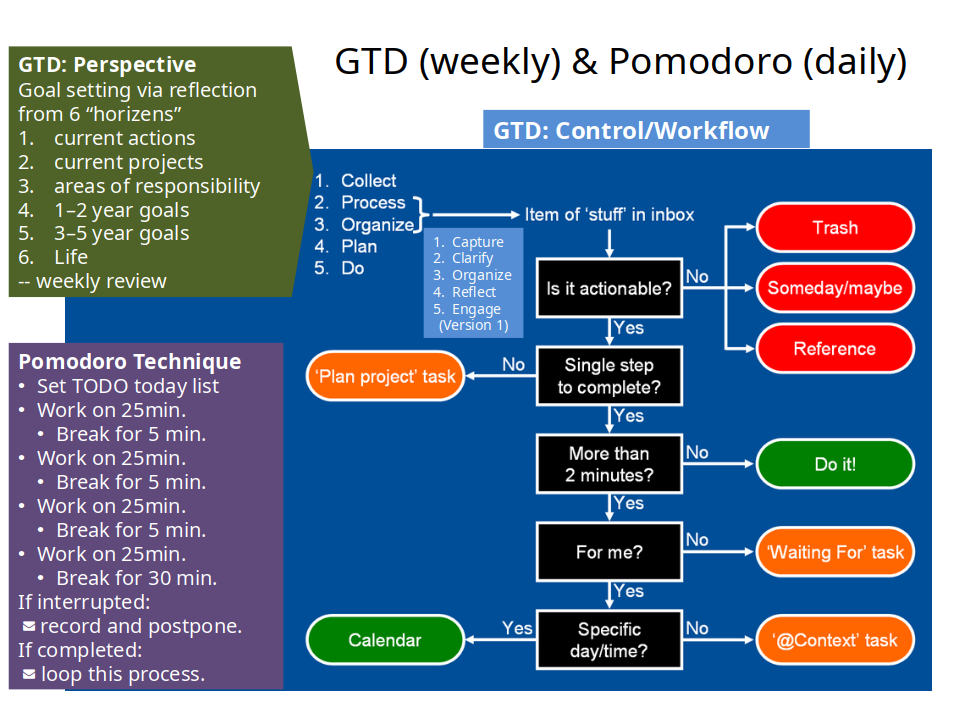 GTD (weekly) & Pomodoro (daily)
GTD: Perspective
Goal setting via reflection
from 6 “horizens”
1. current actions
2. current projects
3. areas of responsibility
4. 1–2 year goals
5. 3–5 year goals
6. Life
-- weekly review
GTD: Control/Workflow
1. Collect
2. Process
3. Organize
4. Plan
5. Do
1. Capture
2. Clarify
3. Organize
4. Reflect
5. Engage
(Version 1)
Item of ‘stuff’ in inbox
Is it actionable?
No
Trash
Someday/maybe
Reference
Yes
Single step
to complete?
No
‘Plan project’ task
Yes
More than
2 minutes?
No
Do it!
Yes
For me?
No
‘Waiting For’ task
Yes
Specific
day/time?
Yes
Calendar
No
‘@Context’ task
Pomodoro Technique
• Set TODO today list
• Work on 25min.
• Break for 5 min.
• Work on 25min.
• Break for 5 min.
• Work on 25min.
• Break for 5 min.
• Work on 25min.
• Break for 30 min.
If interrupted:
record and postpone.
If completed:
loop this process.